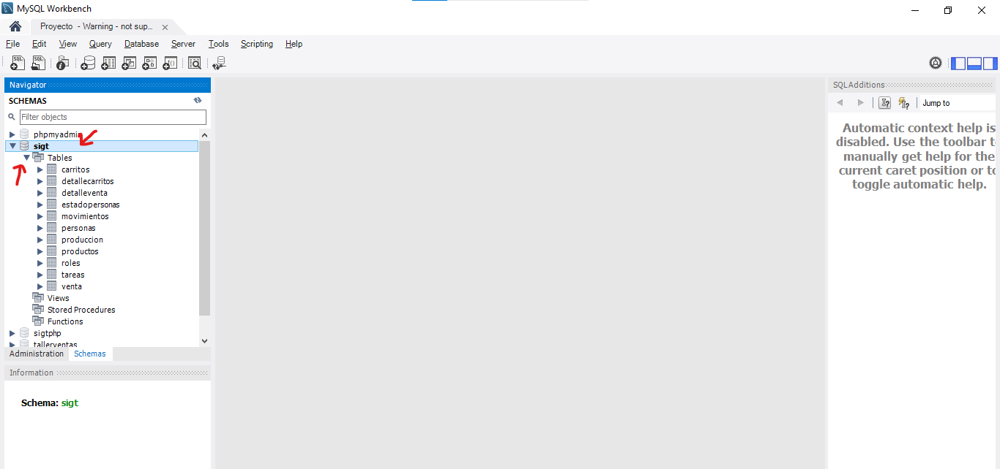 MySQL Workbench
Proyecto - Warning - not sup...
File Edit View Query Database Server Tools Scripting Help
Navigator
SCHEMAS
Filter objects
phpmyadmin
sigt
Tables
carritos
detallecarritos
detalleventa
estadopersonas
movimientos
personas
produccion
productos
roles
tareas
venta
Views
Stored Procedures
Functions
sigtphp
tallerventas
Administration Schemas
Information
Schema: sigt
SQLAdditions
Jump to
Automatic context help is
disabled. Use the toolbar t
manually get help for the
current caret position or to
toggle automatic help.